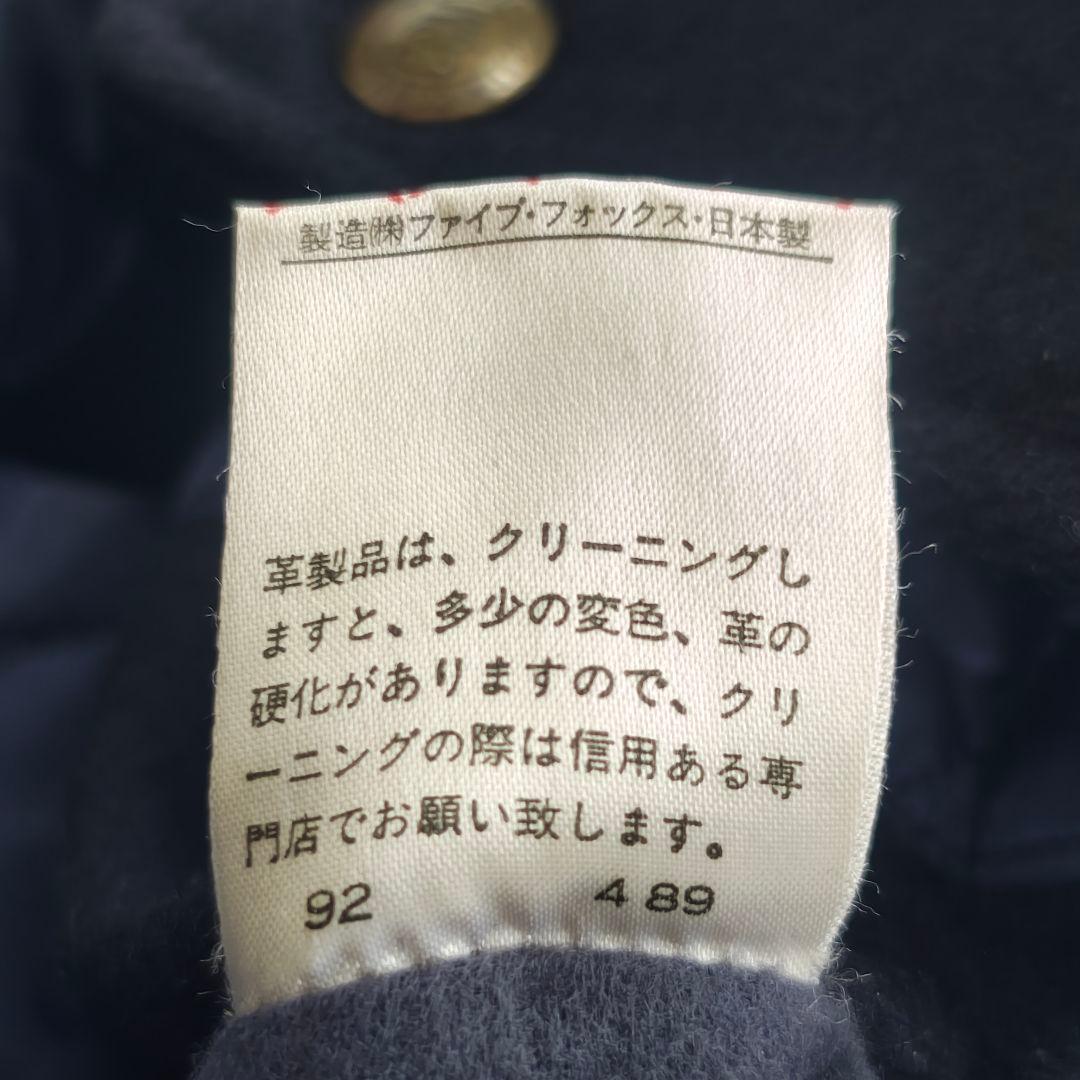 製造㈱ファイブ・フォックス・日本製
革製品は、クリーニングし
ますと、多少の変色、革の
硬化がありますので、クリ
ーニングの際は信用ある専
門店でお願い致します。
92 4 89